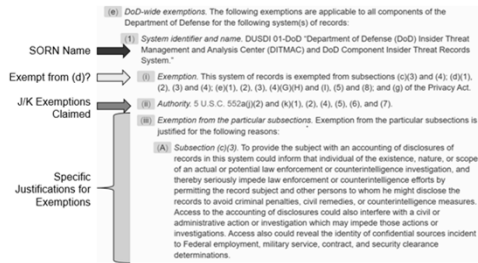 (e) DoD-wide exemptions. The following exemptions are applicable to all components of the
Department of Defense for the following system(s) of records:
SORN Name
(1) System identifier and name. DUSDI 01-DoD "Department of Defense (DoD) Insider Threat
Management and Analysis Center (DITMAC) and DoD Component Insider Threat Records
System."
Exempt from (d)?
(i) Exemption. This system of records is exempted from subsections (c)(3) and (4); (d)(1),
(2), (3) and (4); (e)(1), (2), (3), (4)(G)(H) and (I), (5) and (8); and (g) of the Privacy Act.
J/K Exemptions
Claimed
(ii) Authority. 5 U.S.C. 552a(j)(2) and (k)(1), (2), (4), (5), (6), and (7).
(iii) Exemption from the particular subsections. Exemption from the particular subsections is
justified for the following reasons:
Specific
Justifications for
Exemptions
(A) Subsection (c)(3). To provide the subject with an accounting of disclosures of
records in this system could inform that individual of the existence, nature, or scope
of an actual or potential law enforcement or counterintelligence investigation, and
thereby seriously impede law enforcement or counterintelligence efforts by
permitting the record subject and other persons to whom he might disclose the
records to avoid criminal penalties, civil remedies, or counterintelligence measures.
Access to the accounting of disclosures could also interfere with a civil or
administrative action or investigation which may impede those actions or
investigations. Access also could reveal the identity of confidential sources incident
to Federal employment, military service, contract, and security clearance
determinations.